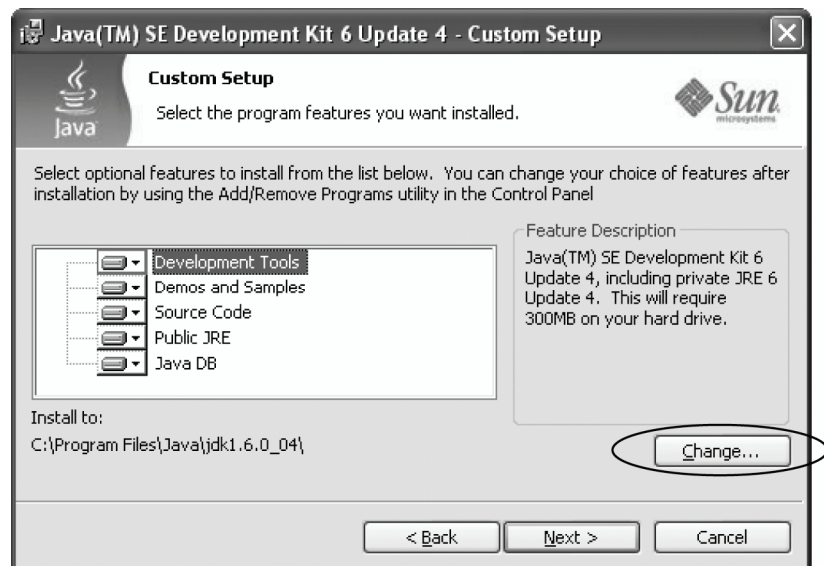 Java(TM) SE Development Kit 6 Update 4 - Custom Setup
Java
Custom Setup
Select the program features you want installed.
Sun
microsystems
Select optional features to install from the list below. You can change your choice of features after
installation by using the Add/Remove Programs utility in the Control Panel
Development Tools
Demos and Samples
Source Code
Public JRE
Java DB
Feature Description
Java(TM) SE Development Kit 6
Update 4, including private JRE 6
Update 4. This will require
300MB on your hard drive.
Install to:
C:\Program Files\Java\jdk1.6.0_04\
Change...
< Back
Next >
Cancel